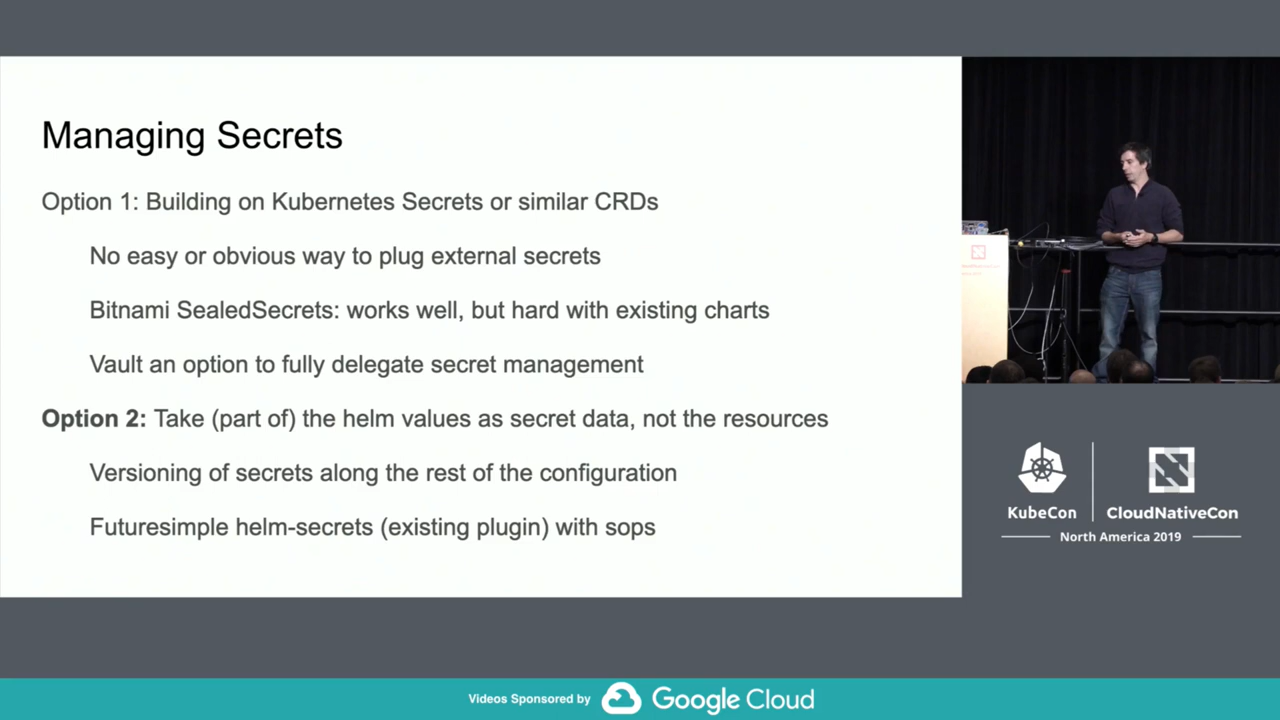 Managing Secrets
Option 1: Building on Kubernetes Secrets or similar CRDs
No easy or obvious way to plug external secrets
Bitnami SealedSecrets: works well, but hard with existing charts
Vault an option to fully delegate secret management
Option 2: Take (part of) the helm values as secret data, not the resources
Versioning of secrets along the rest of the configuration
Futuresimple helm-secrets (existing plugin) with sops
KubeCon
CloudNativeCon
North America 2019
Videos Sponsored by Google Cloud